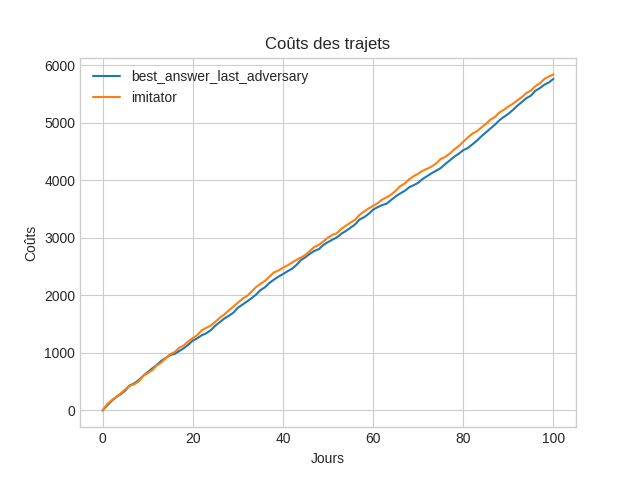 Coûts des trajets
best_answer_last_adversary
imitator
6000
5000
4000
3000
2000
1000
0
Coûts
0 20 40 60 80 100
Jours